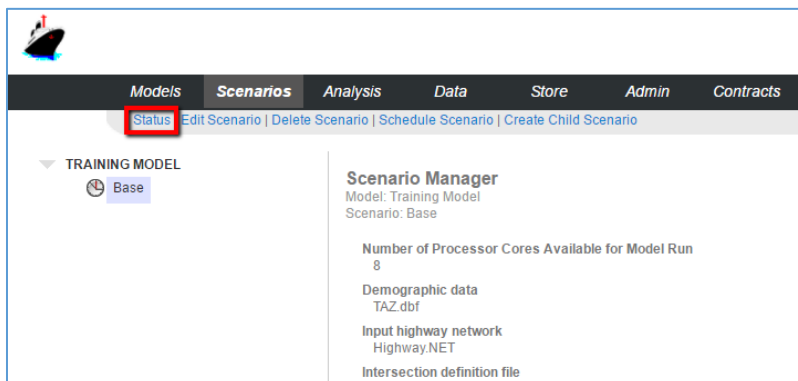 Models Scenarios Analysis Data Store Admin Contracts
Status Edit Scenario | Delete Scenario | Schedule Scenario | Create Child Scenario
TRAINING MODEL
Base
Scenario Manager
Model: Training Model
Scenario: Base
Number of Processor Cores Available for Model Run
8
Demographic data
TAZ.dbf
Input highway network
Highway.NET
Intersection definition file